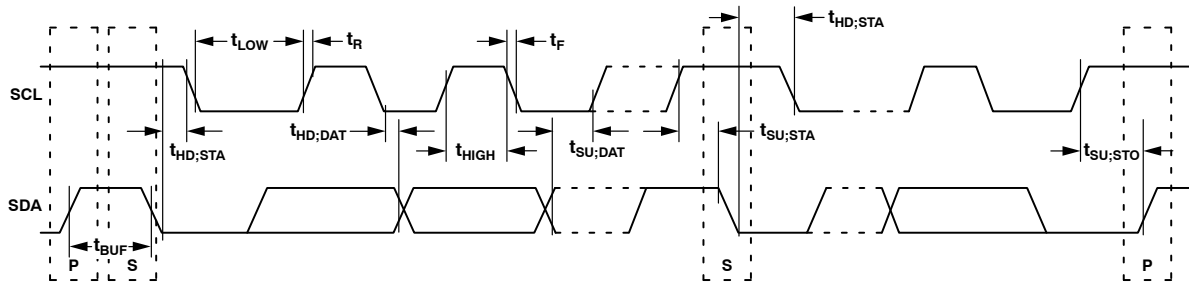 tLOW
tR
tF
tHD;STA
SCL
tHD;STA
tHD;DAT
tHIGH
tSU;DAT
tSU;STA
tSU;STO
SDA
tBUF
P
S
S
P